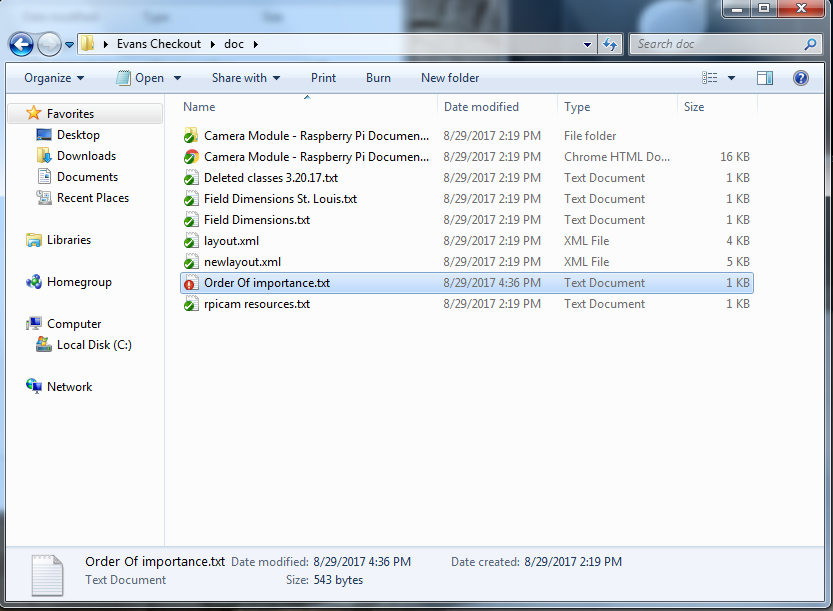 Evans Checkout doc
Search doc
Organize Open Share with Print Burn New folder
Name Date modified Type Size
Favorites
Desktop
Downloads
Documents
Recent Places
Libraries
Homegroup
Computer
Local Disk (C:)
Network
Camera Module - Raspberry Pi Documen... 8/29/2017 2:19 PM File folder
Camera Module - Raspberry Pi Documen... 8/29/2017 2:19 PM Chrome HTML Do... 16 KB
Deleted classes 3.20.17.txt 8/29/2017 2:19 PM Text Document 1 KB
Field Dimensions St. Louis.txt 8/29/2017 2:19 PM Text Document 1 KB
Field Dimensions.txt 8/29/2017 2:19 PM Text Document 1 KB
layout.xml 8/29/2017 2:19 PM XML File 4 KB
newlayout.xml 8/29/2017 2:19 PM XML File 5 KB
Order Of importance.txt 8/29/2017 4:36 PM Text Document 1 KB
rpicam resources.txt 8/29/2017 2:19 PM Text Document 1 KB
Order Of importance.txt Date modified: 8/29/2017 4:36 PM Date created: 8/29/2017 2:19 PM
Text Document Size: 543 bytes